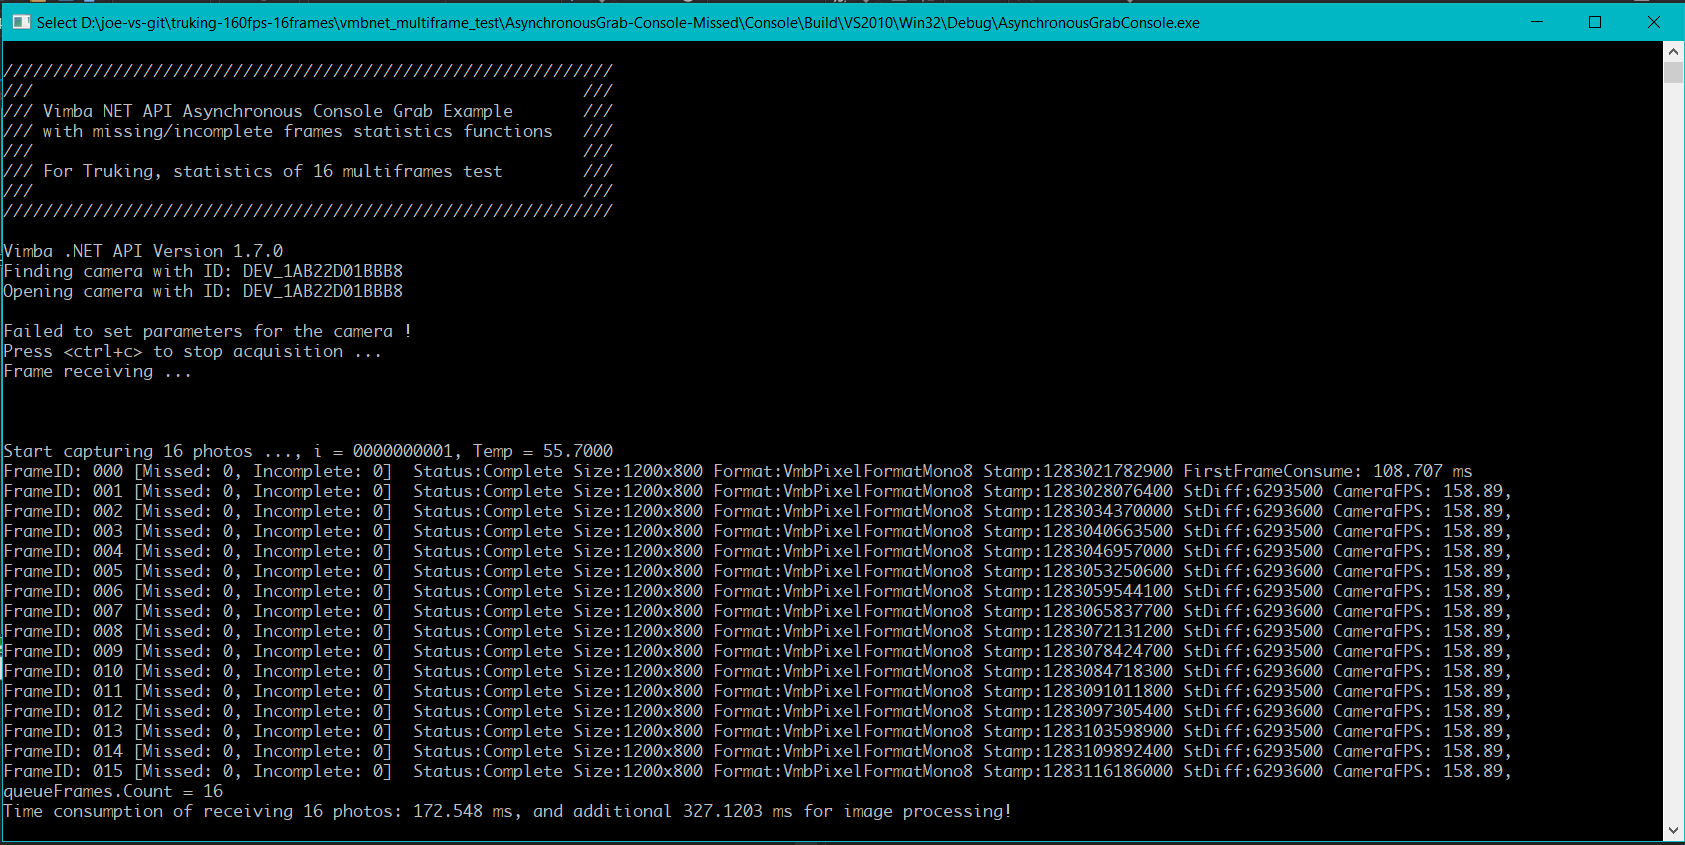 Select D:\joe-vs-git\truking-160fps-16frames\vmbnet_multiframe_test\AsynchronousGrab-Console-Missed\Console\Build\VS2010\Win32\Debug\AsynchronousGrabConsole.exe
/////////////////////////////////////////////////////////////
/// ///
/// Vimba NET API Asynchronous Console Grab Example ///
/// with missing/incomplete frames statistics functions ///
/// ///
/// For Truking, statistics of 16 multiframes test ///
/// ///
/////////////////////////////////////////////////////////////
Vimba .NET API Version 1.7.0
Finding camera with ID: DEV_1AB22D01BBB8
Opening camera with ID: DEV_1AB22D01BBB8
Failed to set parameters for the camera !
Press <ctrl+c> to stop acquisition ...
Frame receiving ...
Start capturing 16 photos ..., i = 0000000001, Temp = 55.7000
FrameID: 000 [Missed: 0, Incomplete: 0] Status:Complete Size:1200x800 Format:VmbPixelFormatMono8 Stamp:1283021782900 FirstFrameConsume: 108.707 ms
FrameID: 001 [Missed: 0, Incomplete: 0] Status:Complete Size:1200x800 Format:VmbPixelFormatMono8 Stamp:1283028076400 StDiff:6293500 CameraFPS: 158.89,
FrameID: 002 [Missed: 0, Incomplete: 0] Status:Complete Size:1200x800 Format:VmbPixelFormatMono8 Stamp:1283034370000 StDiff:6293600 CameraFPS: 158.89,
FrameID: 003 [Missed: 0, Incomplete: 0] Status:Complete Size:1200x800 Format:VmbPixelFormatMono8 Stamp:1283040663500 StDiff:6293500 CameraFPS: 158.89,
FrameID: 004 [Missed: 0, Incomplete: 0] Status:Complete Size:1200x800 Format:VmbPixelFormatMono8 Stamp:1283046957000 StDiff:6293500 CameraFPS: 158.89,
FrameID: 005 [Missed: 0, Incomplete: 0] Status:Complete Size:1200x800 Format:VmbPixelFormatMono8 Stamp:1283053250600 StDiff:6293600 CameraFPS: 158.89,
FrameID: 006 [Missed: 0, Incomplete: 0] Status:Complete Size:1200x800 Format:VmbPixelFormatMono8 Stamp:1283059544100 StDiff:6293500 CameraFPS: 158.89,
FrameID: 007 [Missed: 0, Incomplete: 0] Status:Complete Size:1200x800 Format:VmbPixelFormatMono8 Stamp:1283065837700 StDiff:6293600 CameraFPS: 158.89,
FrameID: 008 [Missed: 0, Incomplete: 0] Status:Complete Size:1200x800 Format:VmbPixelFormatMono8 Stamp:1283072131200 StDiff:6293500 CameraFPS: 158.89,
FrameID: 009 [Missed: 0, Incomplete: 0] Status:Complete Size:1200x800 Format:VmbPixelFormatMono8 Stamp:1283078424700 StDiff:6293500 CameraFPS: 158.89,
FrameID: 010 [Missed: 0, Incomplete: 0] Status:Complete Size:1200x800 Format:VmbPixelFormatMono8 Stamp:1283084718300 StDiff:6293600 CameraFPS: 158.89,
FrameID: 011 [Missed: 0, Incomplete: 0] Status:Complete Size:1200x800 Format:VmbPixelFormatMono8 Stamp:1283091011800 StDiff:6293500 CameraFPS: 158.89,
FrameID: 012 [Missed: 0, Incomplete: 0] Status:Complete Size:1200x800 Format:VmbPixelFormatMono8 Stamp:1283097305400 StDiff:6293600 CameraFPS: 158.89,
FrameID: 013 [Missed: 0, Incomplete: 0] Status:Complete Size:1200x800 Format:VmbPixelFormatMono8 Stamp:1283103598900 StDiff:6293500 CameraFPS: 158.89,
FrameID: 014 [Missed: 0, Incomplete: 0] Status:Complete Size:1200x800 Format:VmbPixelFormatMono8 Stamp:1283109892400 StDiff:6293500 CameraFPS: 158.89,
FrameID: 015 [Missed: 0, Incomplete: 0] Status:Complete Size:1200x800 Format:VmbPixelFormatMono8 Stamp:1283116186000 StDiff:6293600 CameraFPS: 158.89,
queueFrames.Count = 16
Time consumption of receiving 16 photos: 172.548 ms, and additional 327.1203 ms for image processing!